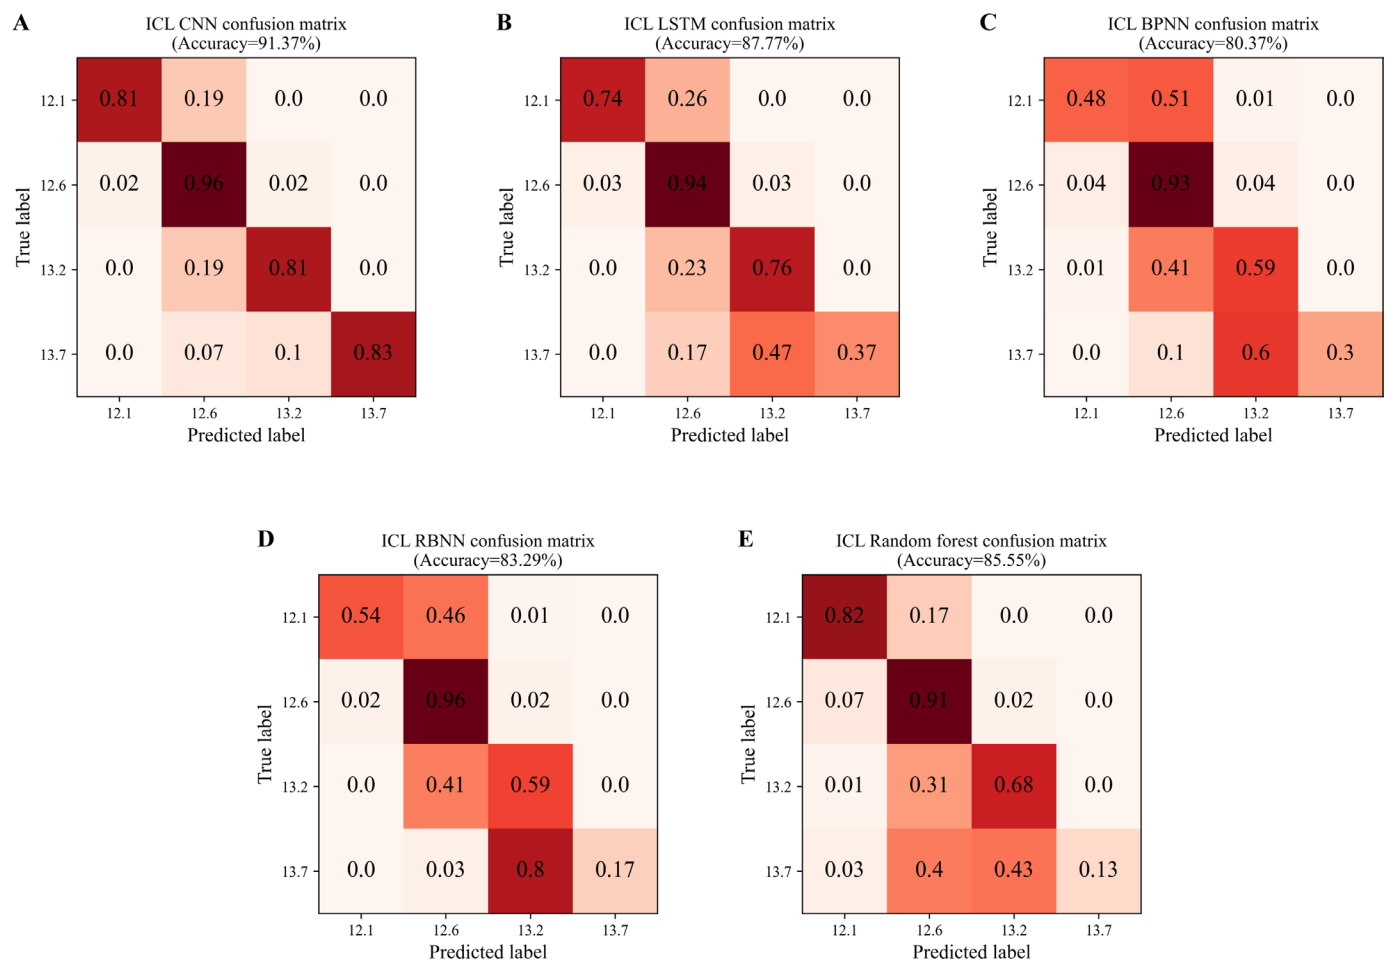 A
ICL CNN confusion matrix
(Accuracy=91.37%)
True label
12.1 0.81 0.19 0.0 0.0
12.6 0.02 0.96 0.02 0.0
13.2 0.0 0.19 0.81 0.0
13.7 0.0 0.07 0.1 0.83
12.1 12.6 13.2 13.7
Predicted label
B
ICL LSTM confusion matrix
(Accuracy=87.77%)
True label
12.1 0.74 0.26 0.0 0.0
12.6 0.03 0.94 0.03 0.0
13.2 0.0 0.23 0.76 0.0
13.7 0.0 0.17 0.47 0.37
12.1 12.6 13.2 13.7
Predicted label
C
ICL BPNN confusion matrix
(Accuracy=80.37%)
True label
12.1 0.48 0.51 0.01 0.0
12.6 0.04 0.93 0.04 0.0
13.2 0.01 0.41 0.59 0.0
13.7 0.0 0.1 0.6 0.3
12.1 12.6 13.2 13.7
Predicted label
D
ICL RBNN confusion matrix
(Accuracy=83.29%)
True label
12.1 0.54 0.46 0.01 0.0
12.6 0.02 0.96 0.02 0.0
13.2 0.0 0.41 0.59 0.0
13.7 0.0 0.03 0.8 0.17
12.1 12.6 13.2 13.7
Predicted label
E
ICL Random forest confusion matrix
(Accuracy=85.55%)
True label
12.1 0.82 0.17 0.0 0.0
12.6 0.07 0.91 0.02 0.0
13.2 0.01 0.31 0.68 0.0
13.7 0.03 0.4 0.43 0.13
12.1 12.6 13.2 13.7
Predicted label